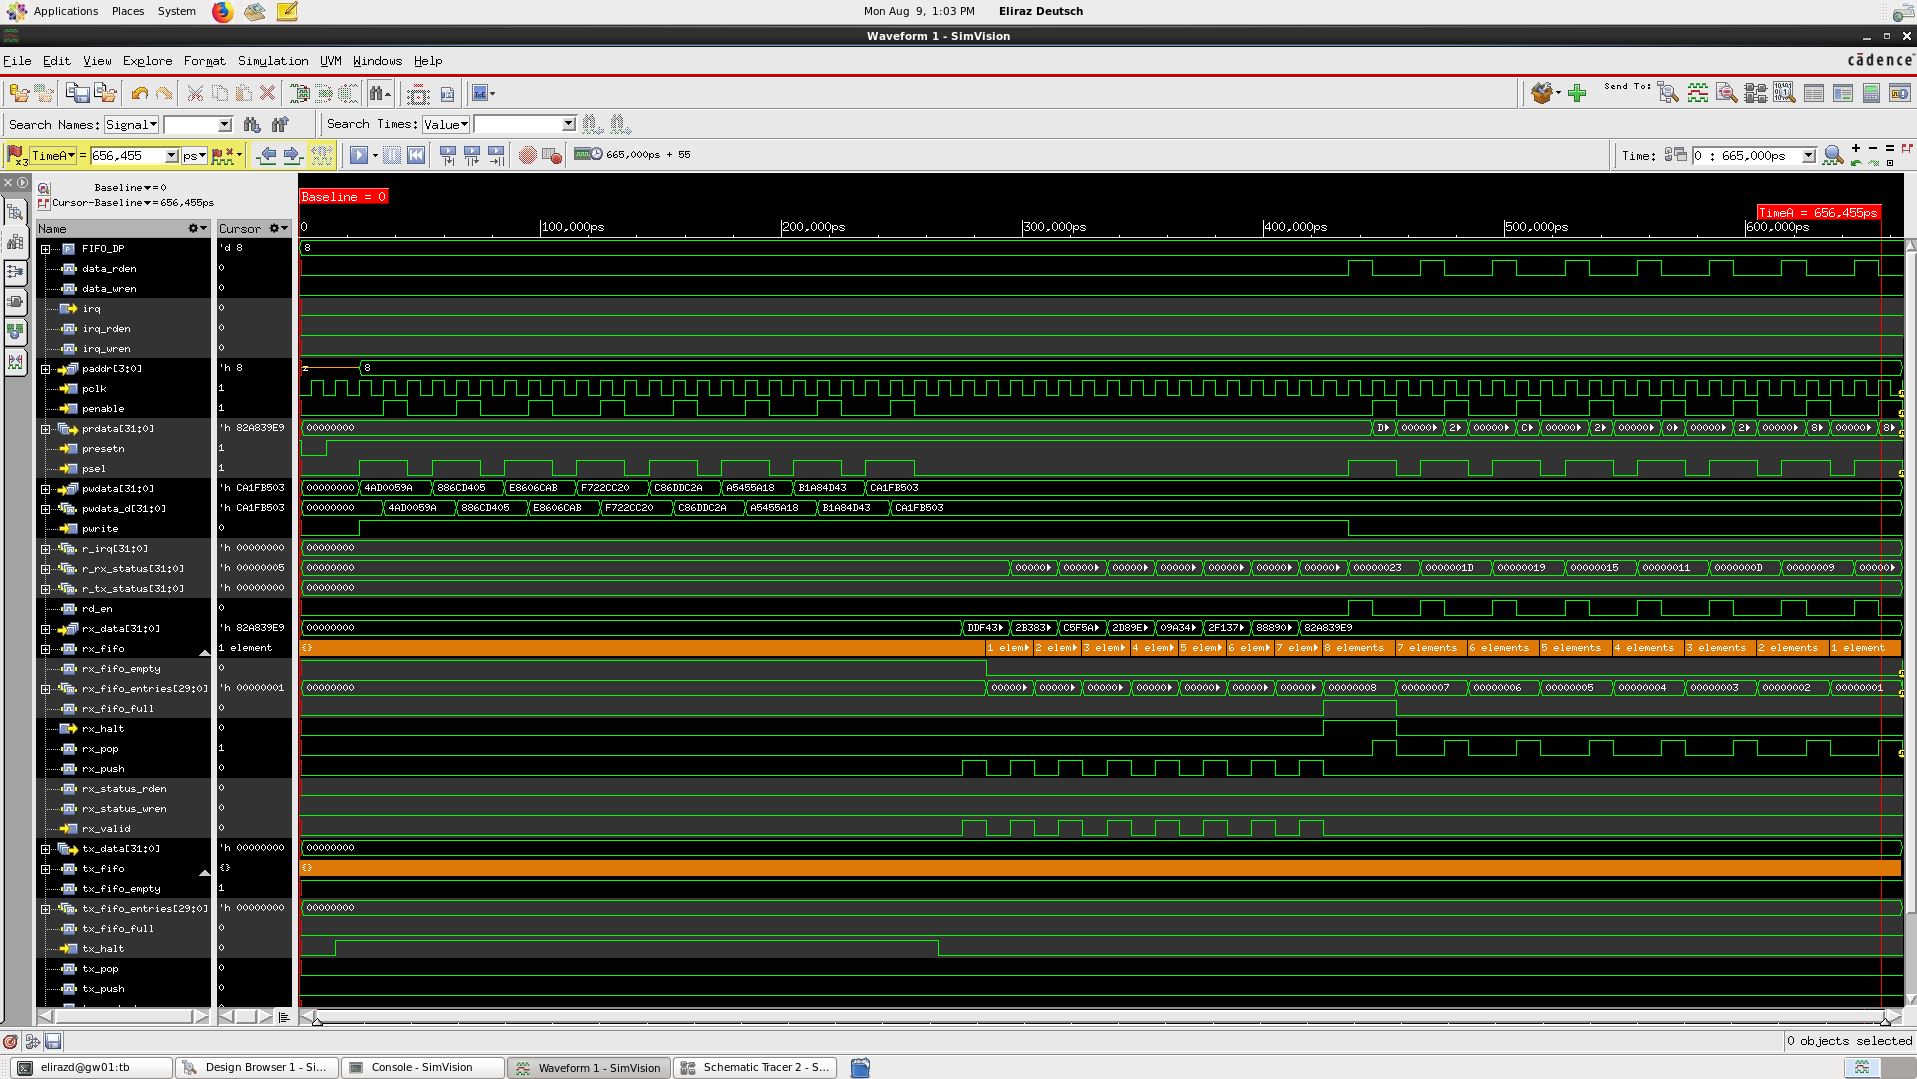 Applications Places System Mon Aug 9, 1:03 PM Eliraz Deutsch
Waveform 1 - SimVision
File Edit View Explore Format Simulation UVM Windows Help cādence
Send To:
Search Names: Signal Search Times: Value
x3 TimeA = 656,455 ps 665,000ps + 55 Time: 0 : 665,000ps
Baseline = 0
Cursor-Baseline = 656,455ps
Baseline = 0
TimeA = 656,455ps
Name Cursor 0 100,000ps 200,000ps 300,000ps 400,000ps 500,000ps 600,000ps
FIFO_DP 'd 8 8
data_rden 0
data_wren 0
irq 0
irq_rden 0
irq_wren 0
paddr[3:0] 'h 8 z 8
pclk 1
penable 1
prdata[31:0] 'h 82A839E9 00000000 D 00000 2 00000 C 00000 2 00000 0 00000 2 00000 8 00000 8
presetn 1
psel 1
pwdata[31:0] 'h CA1FB503 00000000 4AD0059A 886CD405 E8606CAB F722CC20 C86DDC2A A5455A18 B1A84D43 CA1FB503
pwdata_d[31:0] 'h CA1FB503 00000000 4AD0059A 886CD405 E8606CAB F722CC20 C86DDC2A A5455A18 B1A84D43 CA1FB503
pwrite 0
r_irq[31:0] 'h 00000000 00000000
r_rx_status[31:0] 'h 00000005 00000000 00000 00000 00000 00000 00000 00000 00000 00000023 0000001D 00000019 00000015 00000011 0000000D 00000009 00000
r_tx_status[31:0] 'h 00000000 00000000
rd_en 0
rx_data[31:0] 'h 82A839E9 00000000 DDF43 2B383 C5F5A 2D89E 09A34 2F137 88890 82A839E9
rx_fifo 1 element {} 1 elem 2 elem 3 elem 4 elem 5 elem 6 elem 7 elem 8 elements 7 elements 6 elements 5 elements 4 elements 3 elements 2 elements 1 element
rx_fifo_empty 0
rx_fifo_entries[29:0] 'h 00000001 00000000 00000 00000 00000 00000 00000 00000 00000 00000008 00000007 00000006 00000005 00000004 00000003 00000002 00000001
rx_fifo_full 0
rx_halt 0
rx_pop 1
rx_push 0
rx_status_rden 0
rx_status_wren 0
rx_valid 0
tx_data[31:0] 'h 00000000 00000000
tx_fifo {} {}
tx_fifo_empty 1
tx_fifo_entries[29:0] 'h 00000000 00000000
tx_fifo_full 0
tx_halt 0
tx_pop 0
tx_push 0
0 objects selected
elirazd@gw01:tb Design Browser 1 - Si... Console - SimVision Waveform 1 - SimVision Schematic Tracer 2 - S...